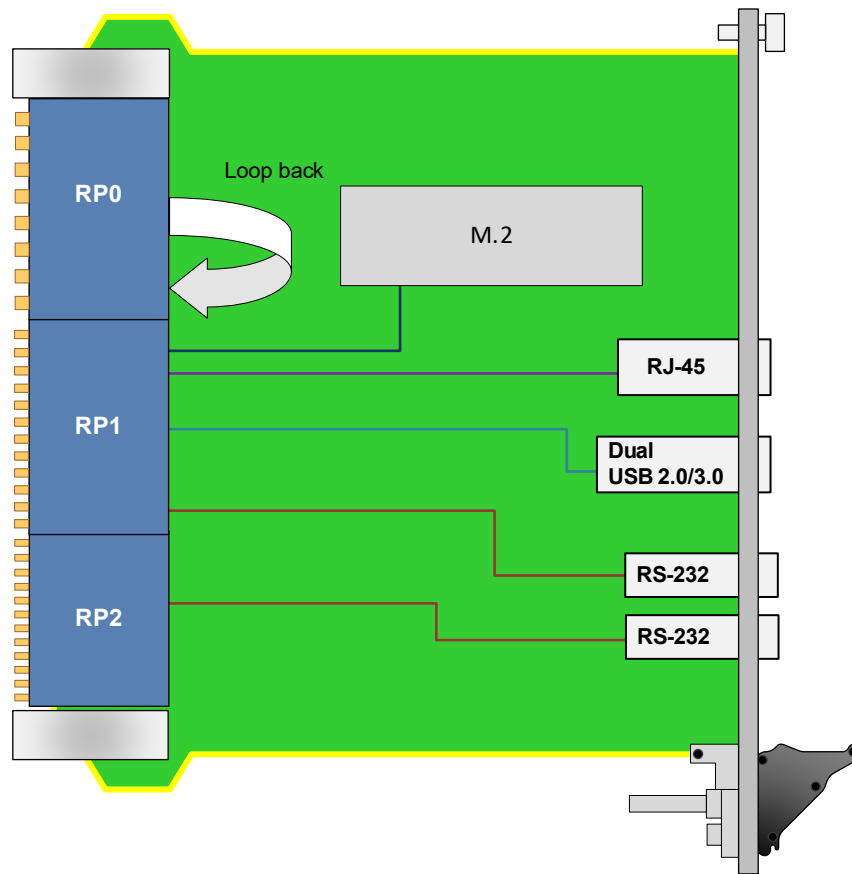 Loop back
RP0
M.2
RJ-45
RP1
Dual
USB 2.0/3.0
RS-232
RP2
RS-232